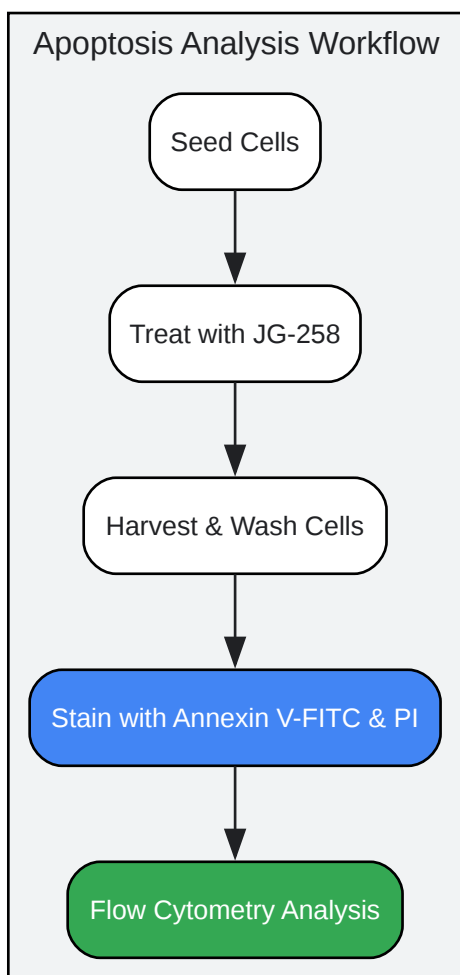 Apoptosis Analysis Workflow
Seed Cells
Treat with JG-258
Harvest & Wash Cells
Stain with Annexin V-FITC & PI
Flow Cytometry Analysis